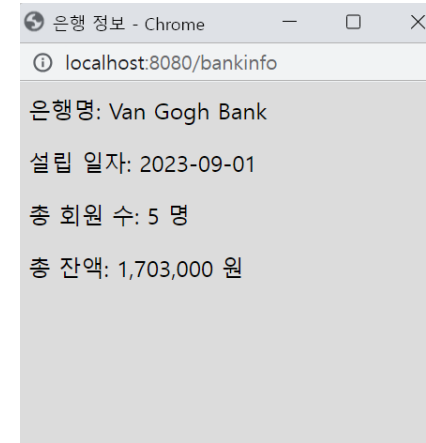 은행 정보 - Chrome
localhost:8080/bankinfo
은행명: Van Gogh Bank
설립 일자: 2023-09-01
총 회원 수: 5 명
총 잔액: 1,703,000 원